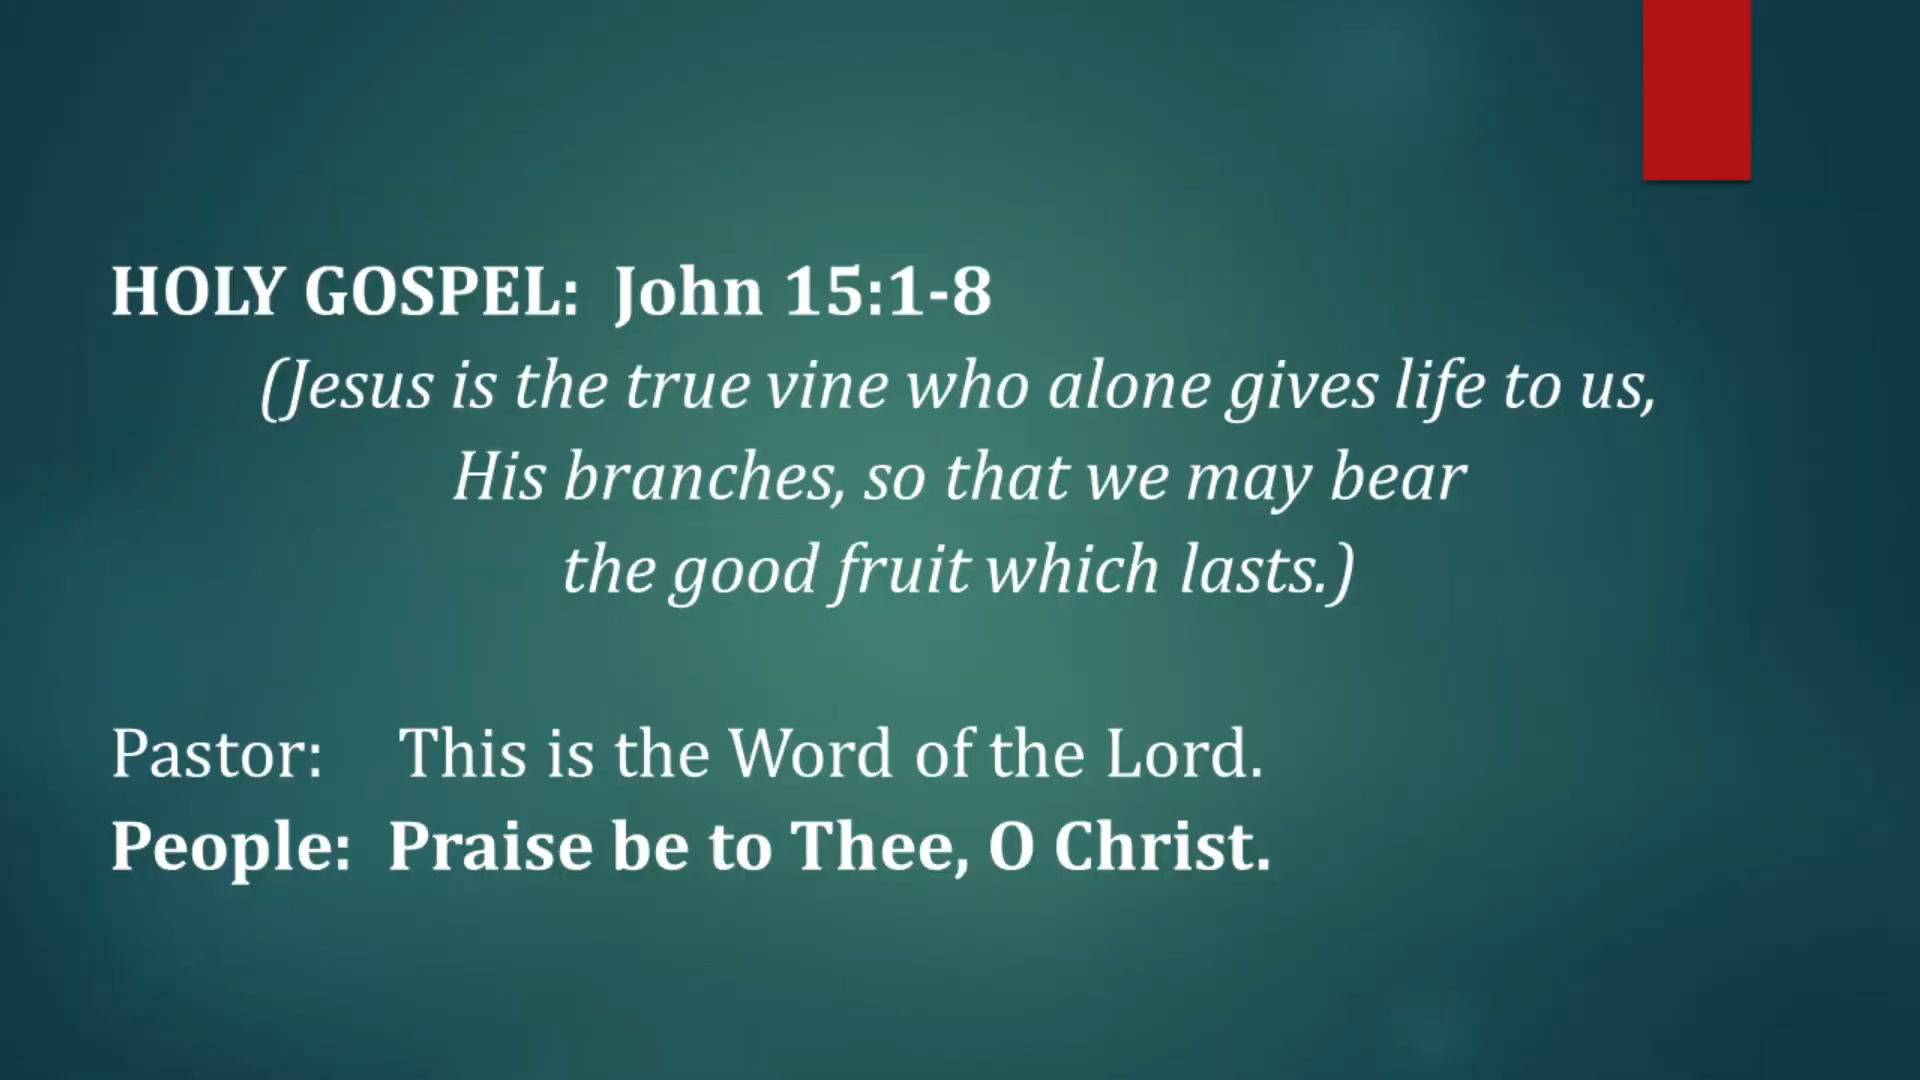 HOLY GOSPEL: John 15:1-8
(Jesus is the true vine who alone gives life to us,
His branches, so that we may bear
the good fruit which lasts.)
Pastor: This is the Word of the Lord.
People: Praise be to Thee, O Christ.